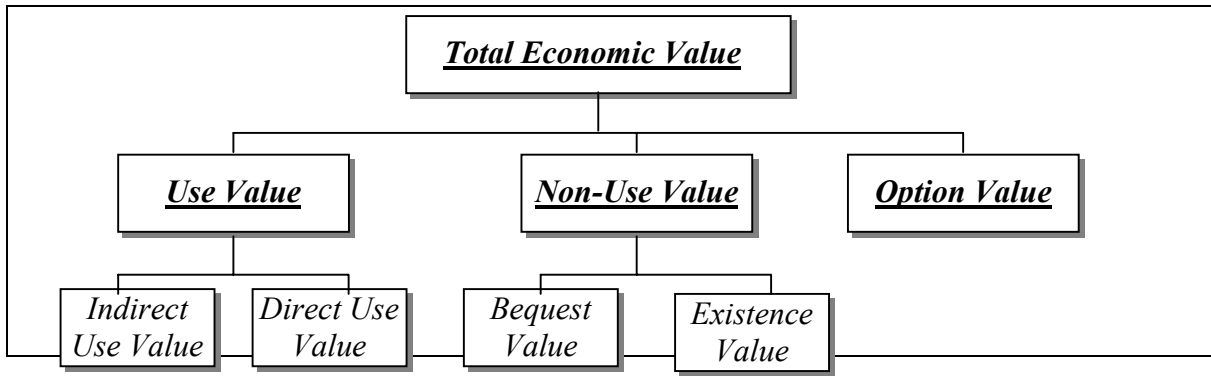 Total Economic Value
Use Value
Non-Use Value
Option Value
Indirect
Use Value
Direct Use
Value
Bequest
Value
Existence
Value